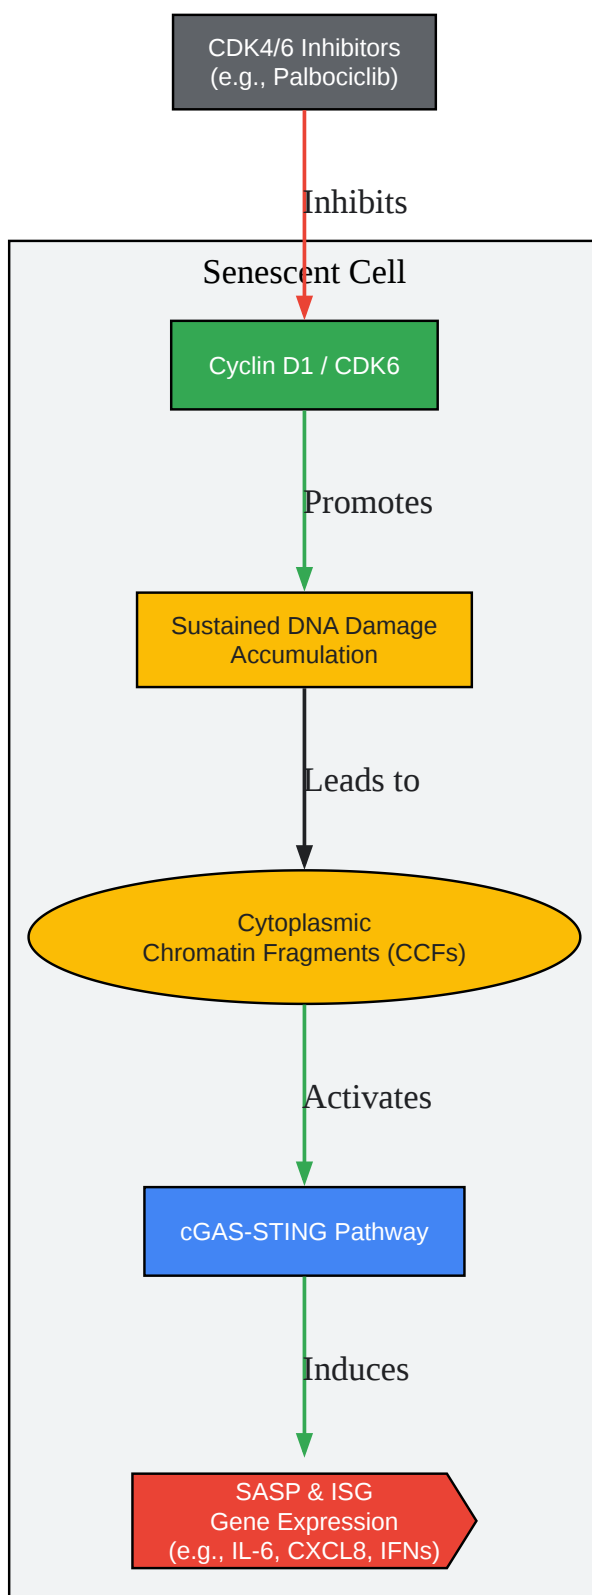 CDK4/6 Inhibitors
(e.g., Palbociclib)
Inhibits
Senescent Cell
Cyclin D1 / CDK6
Promotes
Sustained DNA Damage
Accumulation
Leads to
Cytoplasmic
Chromatin Fragments (CCFs)
Activates
cGAS-STING Pathway
Induces
SASP & ISG
Gene Expression
(e.g., IL-6, CXCL8, IFNs)